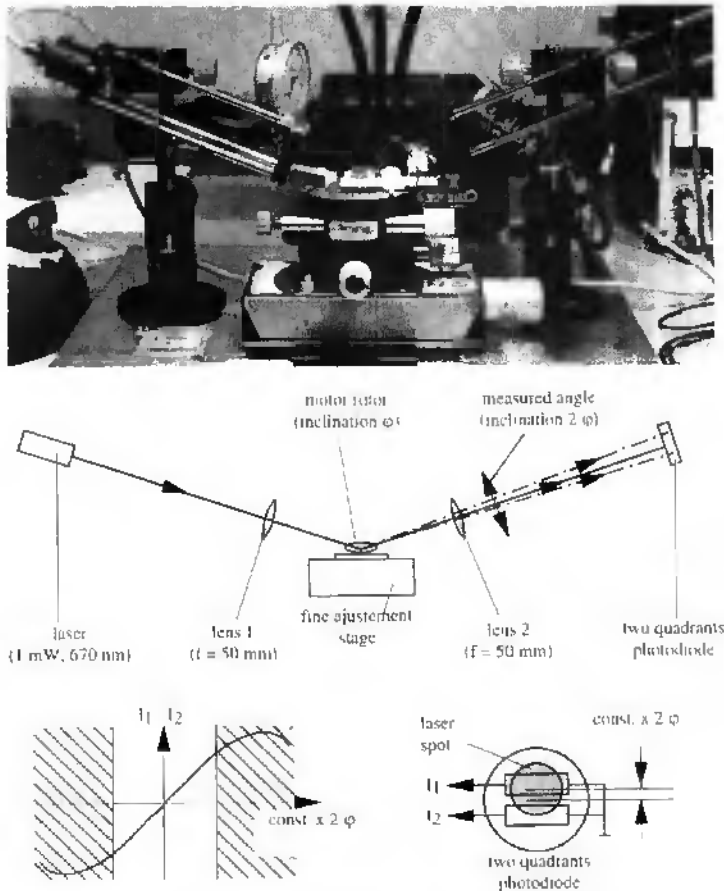 motor rotor
(inclination φ)
measured angle
(inclination 2 φ)
laser
(1 mW, 670 nm)
lens 1
(f = 50 mm)
fine ajustement
stage
lens 2
(f = 50 mm)
two quadrants
photodiode
I1 I2
const. x 2 φ
laser
spot
const. x 2 φ
I1
I2
two quadrants
photodiode